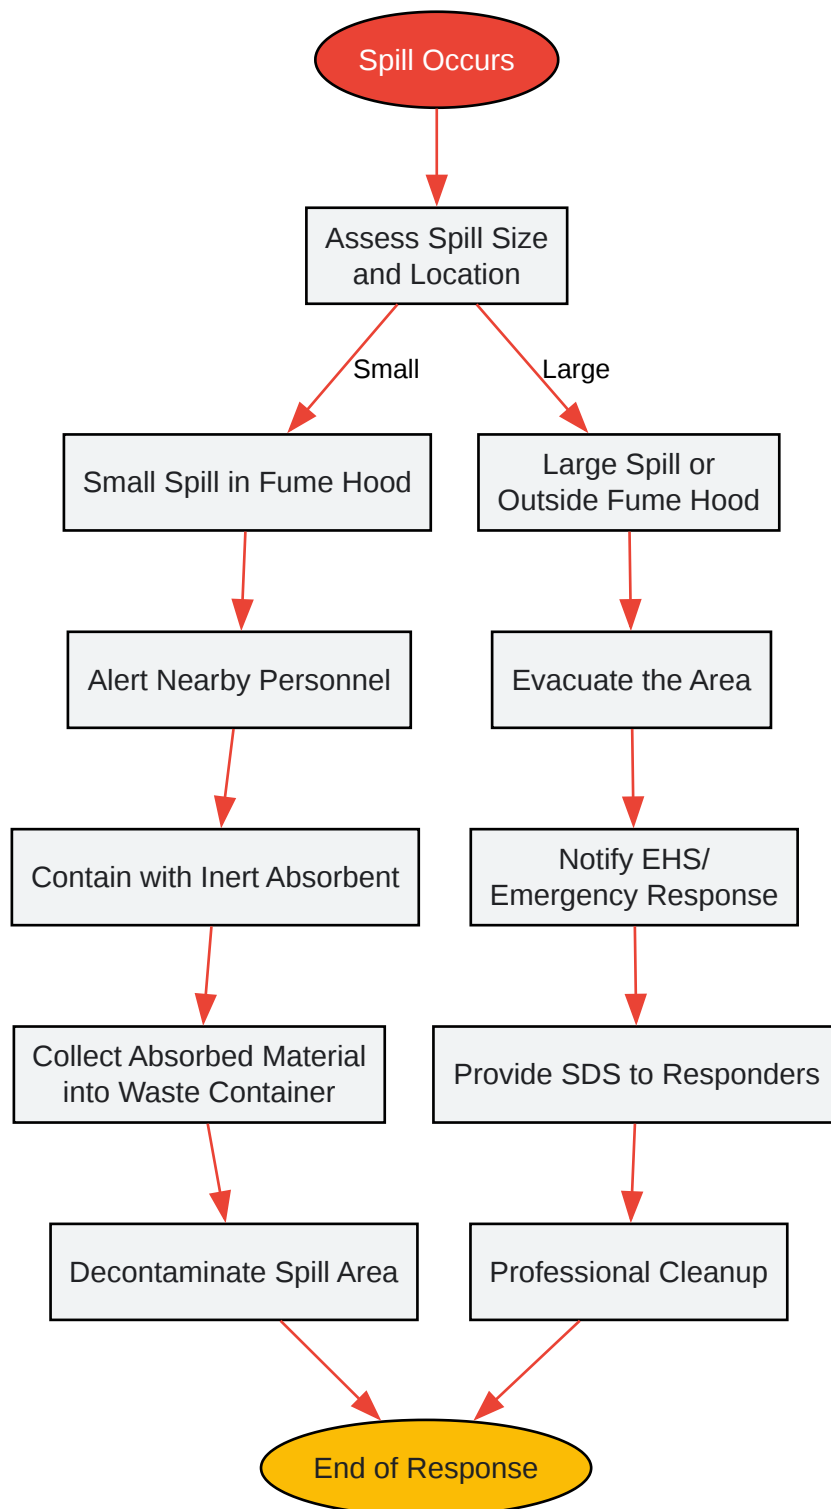 Spill Occurs
Assess Spill Size
and Location
Small
Large
Small Spill in Fume Hood
Large Spill or
Outside Fume Hood
Alert Nearby Personnel
Evacuate the Area
Contain with Inert Absorbent
Notify EHS/
Emergency Response
Collect Absorbed Material
into Waste Container
Provide SDS to Responders
Decontaminate Spill Area
Professional Cleanup
End of Response